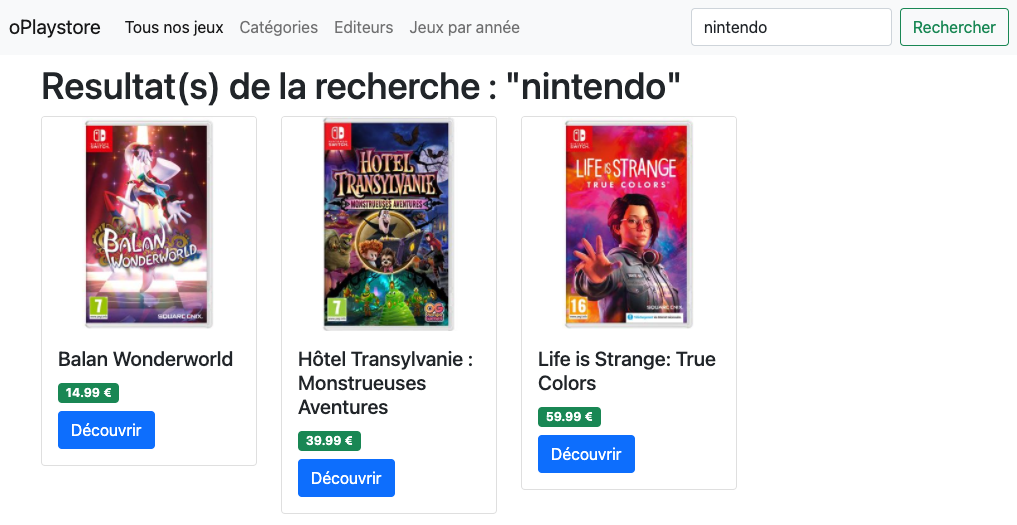 oPlaystore Tous nos jeux Catégories Editeurs Jeux par année nintendo Rechercher
Resultat(s) de la recherche : "nintendo"
SWITCH
BALAN
WONDERWORLD
7
SQUARE ENIX
Balan Wonderworld
14.99 €
Découvrir
SWITCH
HOTEL
TRANSYLVANIE
MONSTRUEUSES AVENTURES
7
Hôtel Transylvanie :
Monstrueuses
Aventures
39.99 €
Découvrir
SWITCH
LIFE IS STRANGE
TRUE COLORS
16
SQUARE ENIX
Life is Strange: True
Colors
59.99 €
Découvrir